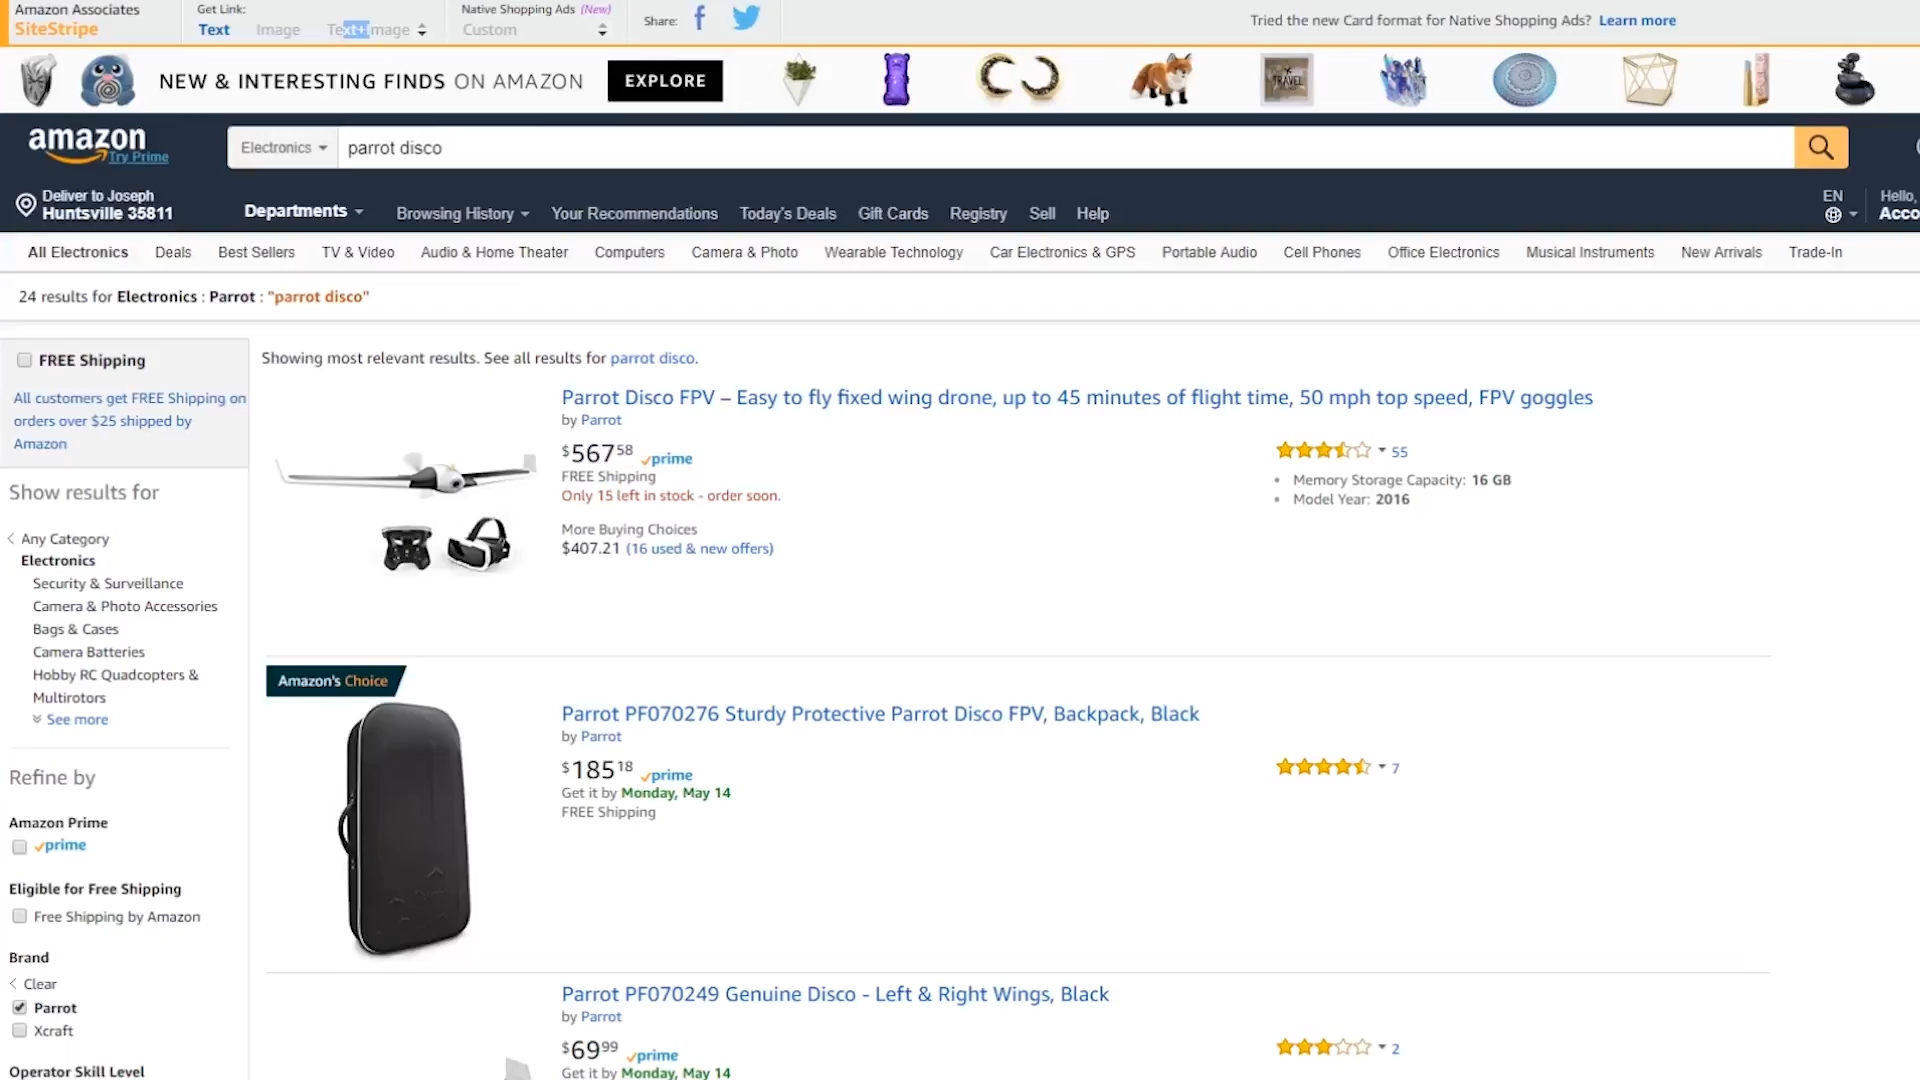 Amazon Associates
SiteStripe
Get Link:
Text Image Text+Image
Native Shopping Ads (New)
Custom
Share:
Tried the new Card format for Native Shopping Ads? Learn more
NEW & INTERESTING FINDS ON AMAZON EXPLORE
TRAVEL
amazon
Try Prime
Electronics parrot disco
Deliver to Joseph
Huntsville 35811
Departments Browsing History Your Recommendations Today's Deals Gift Cards Registry Sell Help
EN
Hello,
All Electronics Deals Best Sellers TV & Video Audio & Home Theater Computers Camera & Photo Wearable Technology Car Electronics & GPS Portable Audio Cell Phones Office Electronics Musical Instruments New Arrivals Trade-In
24 results for Electronics : Parrot : "parrot disco"
FREE Shipping
All customers get FREE Shipping on
orders over $25 shipped by
Amazon
Show results for
Any Category
Electronics
Security & Surveillance
Camera & Photo Accessories
Bags & Cases
Camera Batteries
Hobby RC Quadcopters &
Multirotors
See more
Refine by
Amazon Prime
prime
Eligible for Free Shipping
Free Shipping by Amazon
Brand
Clear
Parrot
Xcraft
Operator Skill Level
Showing most relevant results. See all results for parrot disco.
Parrot Disco FPV – Easy to fly fixed wing drone, up to 45 minutes of flight time, 50 mph top speed, FPV goggles
by Parrot
$567 58 prime
FREE Shipping
Only 15 left in stock - order soon.
More Buying Choices
$407.21 (16 used & new offers)
55
Memory Storage Capacity: 16 GB
Model Year: 2016
Amazon's Choice
Parrot PF070276 Sturdy Protective Parrot Disco FPV, Backpack, Black
by Parrot
$185 18 prime
Get it by Monday, May 14
FREE Shipping
7
Parrot PF070249 Genuine Disco - Left & Right Wings, Black
by Parrot
$69 99 prime
Get it by Monday, May 14
2